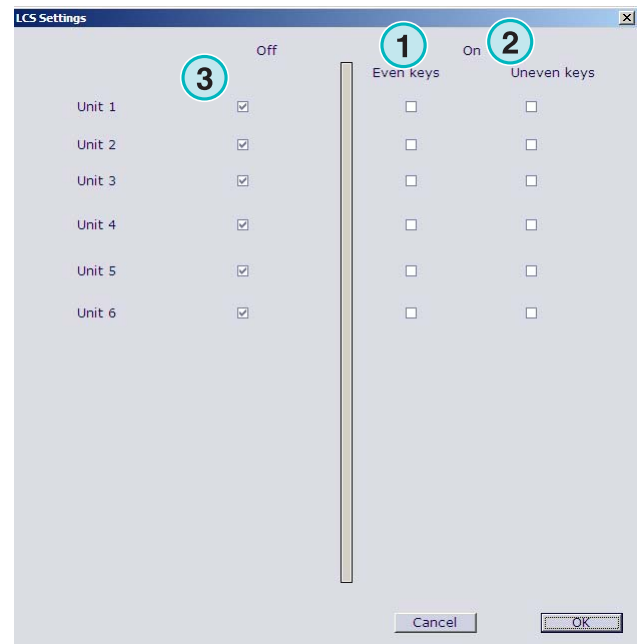 LCS Settings
Off 1 On 2
3 Even keys Uneven keys
Unit 1
Unit 2
Unit 3
Unit 4
Unit 5
Unit 6
Cancel OK